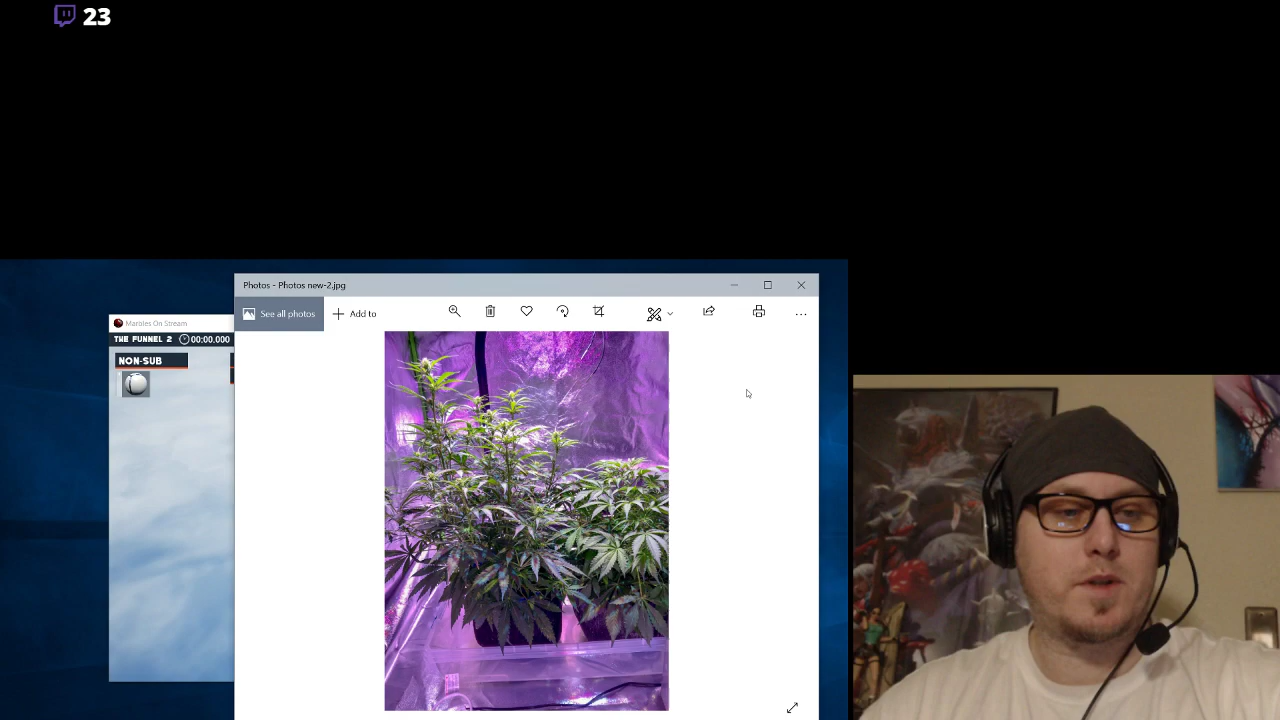 23
Photos - Photos new-2.jpg
See all photos
Add to
Marbles On Stream
THE FUNNEL 2 00:00.000
NON-SUB